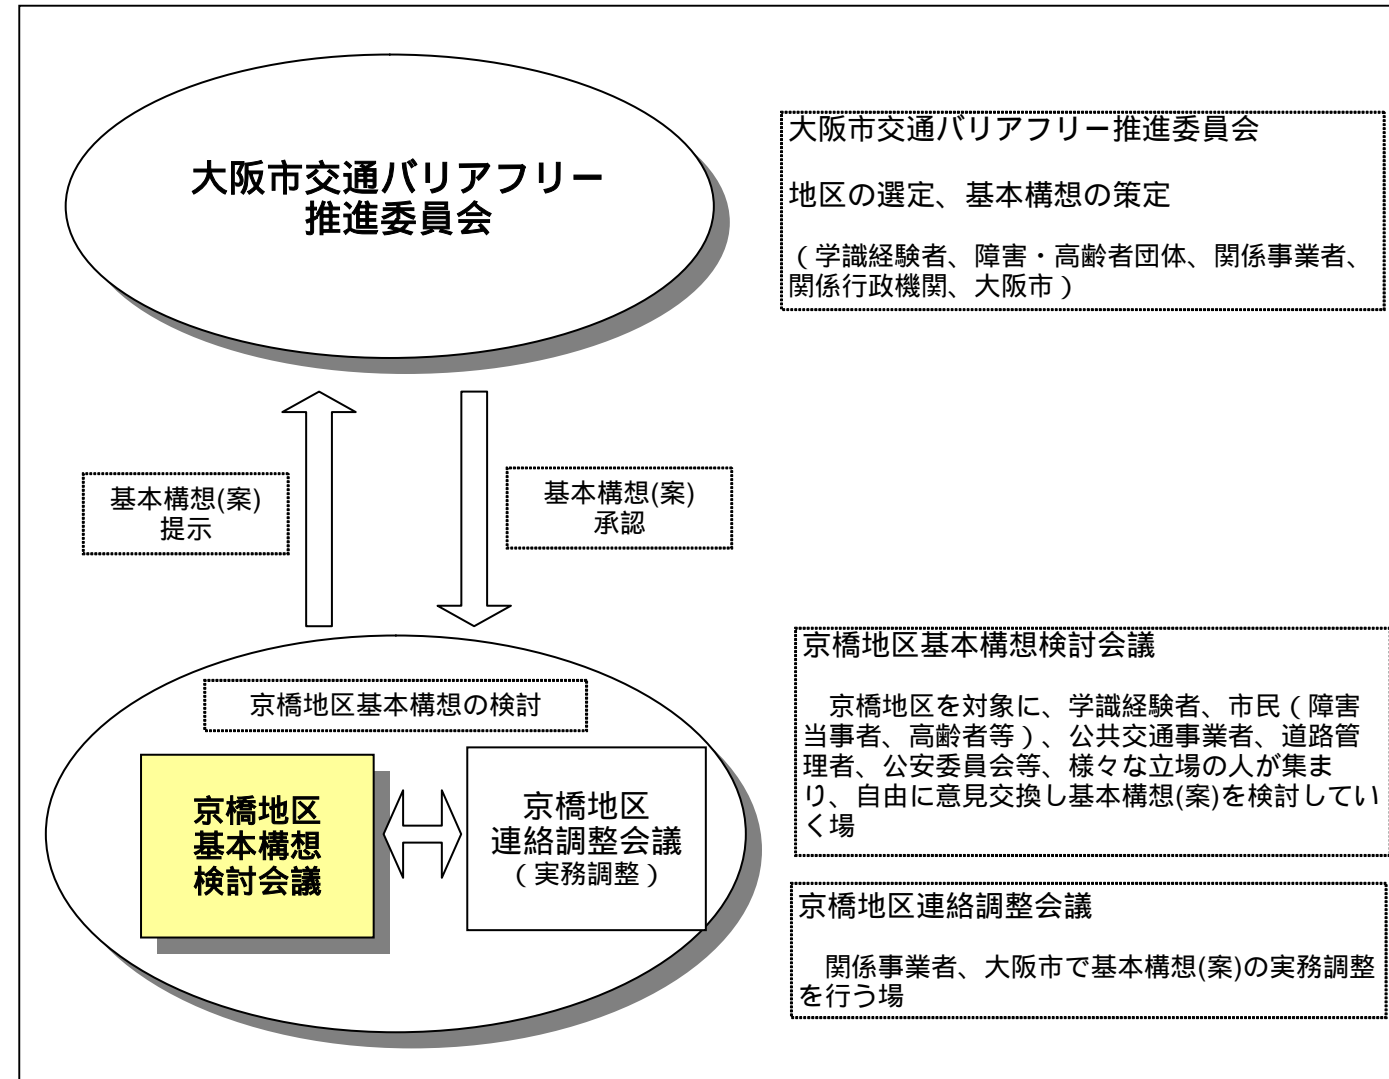 大阪市交通バリアフリー
推進委員会
大阪市交通バリアフリー推進委員会
地区の選定、基本構想の策定
（学識経験者、障害・高齢者団体、関係事業者、
関係行政機関、大阪市）
基本構想(案)
提示
基本構想(案)
承認
京橋地区基本構想の検討
京橋地区
基本構想
検討会議
京橋地区
連絡調整会議
（実務調整）
京橋地区基本構想検討会議
京橋地区を対象に、学識経験者、市民（障害
当事者、高齢者等）、公共交通事業者、道路管
理者、公安委員会等、様々な立場の人が集ま
り、自由に意見交換し基本構想(案)を検討してい
く場
京橋地区連絡調整会議
関係事業者、大阪市で基本構想(案)の実務調整
を行う場